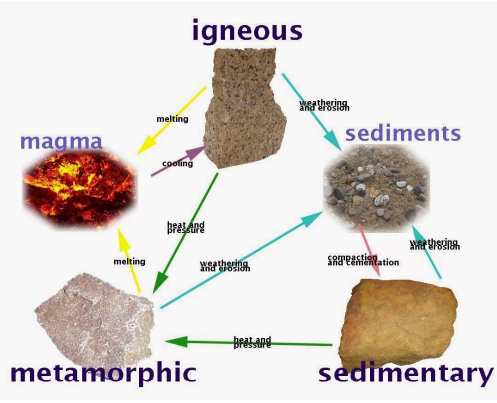 igneous
weathering
and erosion
melting
sediments
magma
cooling
heat and
pressure
weathering
and erosion
compaction
and cementation
weathering
and erosion
melting
heat and
pressure
metamorphic
sedimentary